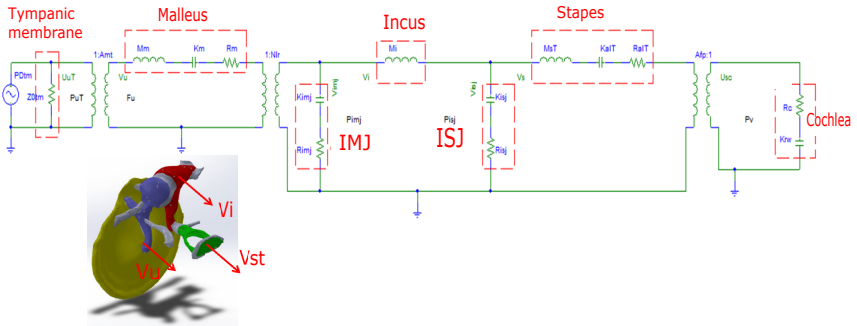 Tympanic
membrane
Malleus
Incus
Stapes
1:Amt
Mm
Km
Rm
1:Nlr
Mi
MsT
KalT
RalT
Afp:1
PDtm
Z0tm
UuT
PuT
Vu
Fu
Kimj
Vimj
Rimj
Pimj
IMJ
Vi
Pisj
ISJ
Kisj
Visj
Risj
Vs
Usc
Pv
Rc
Krw
Cochlea
Vi
Vst
Vu